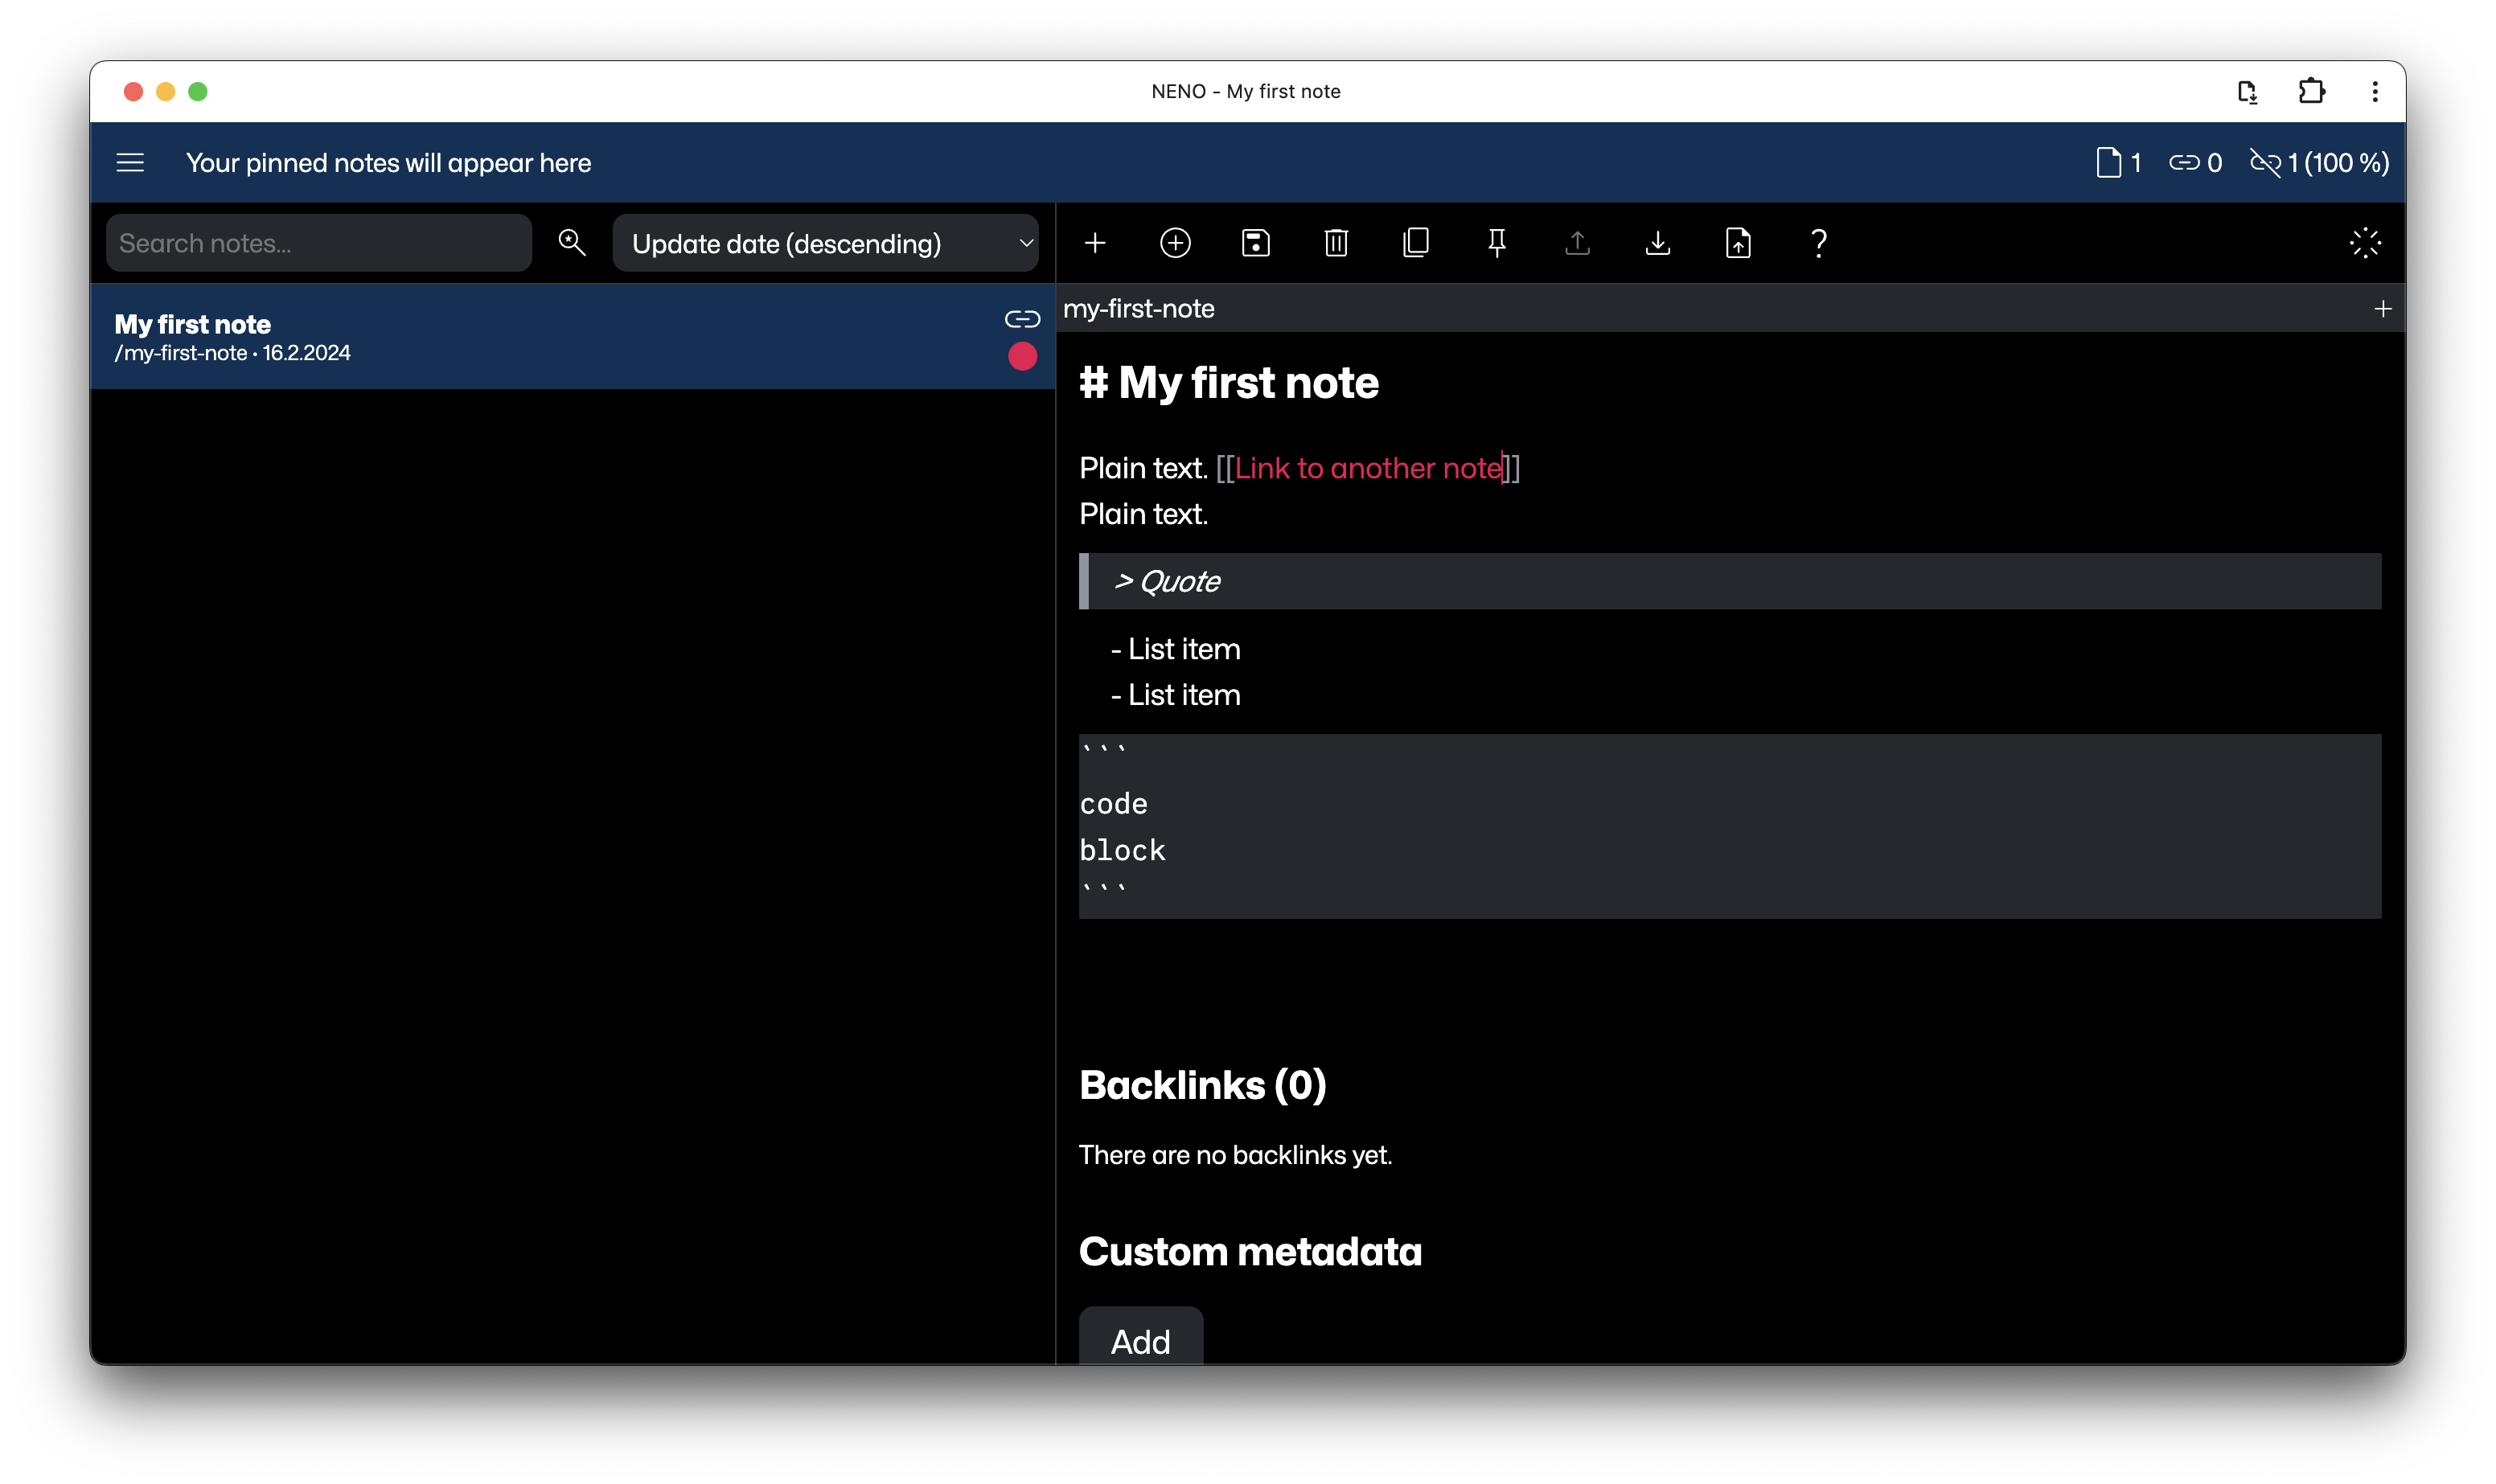 NENO - My first note
Your pinned notes will appear here
1 0 1 (100 %)
Search notes...
Update date (descending)
?
My first note
/my-first-note • 16.2.2024
my-first-note
# My first note
Plain text. [[Link to another note]]
Plain text.
> Quote
- List item
- List item
```
code
block
```
Backlinks (0)
There are no backlinks yet.
Custom metadata
Add